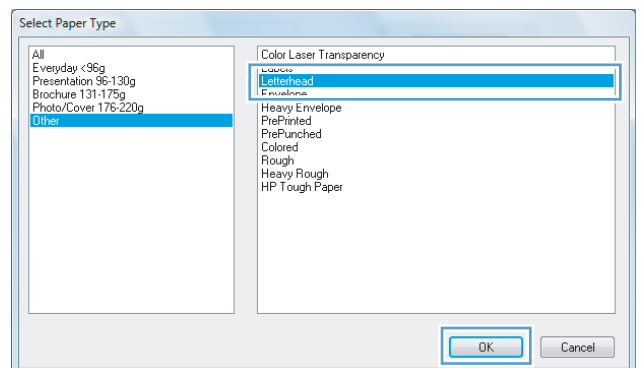 Select Paper Type
All
Everyday <96g
Presentation 96-130g
Brochure 131-175g
Photo/Cover 176-220g
Other
Color Laser Transparency
Labels
Letterhead
Envelope
Heavy Envelope
PrePrinted
PrePunched
Colored
Rough
Heavy Rough
HP Tough Paper
OK
Cancel